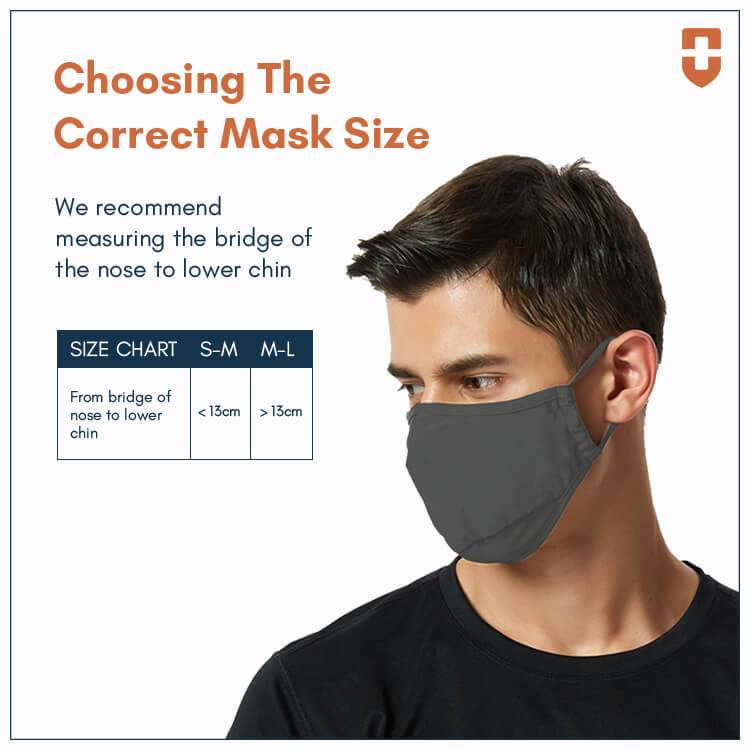 Choosing The
Correct Mask Size
We recommend
measuring the bridge of
the nose to lower chin
SIZE CHART S-M M-L
From bridge of
nose to lower
chin
< 13cm > 13cm